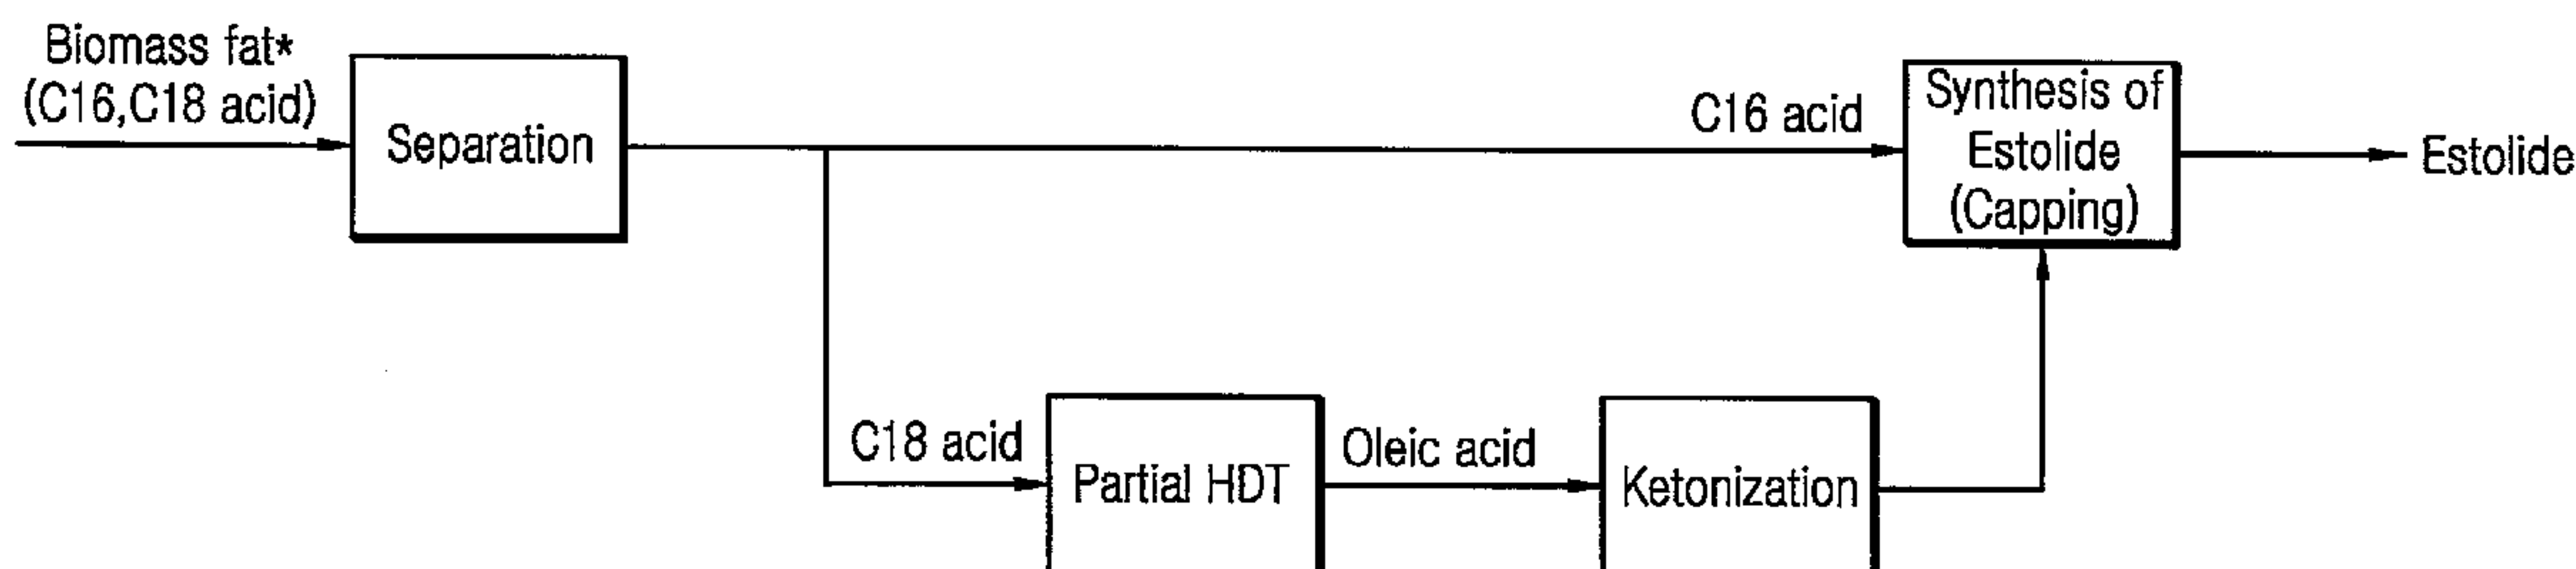 Biomass fat*
(C16,C18 acid)
Separation
C16 acid
Synthesis of
Estolide
(Capping)
Estolide
C18 acid
Partial HDT
Oleic acid
Ketonization